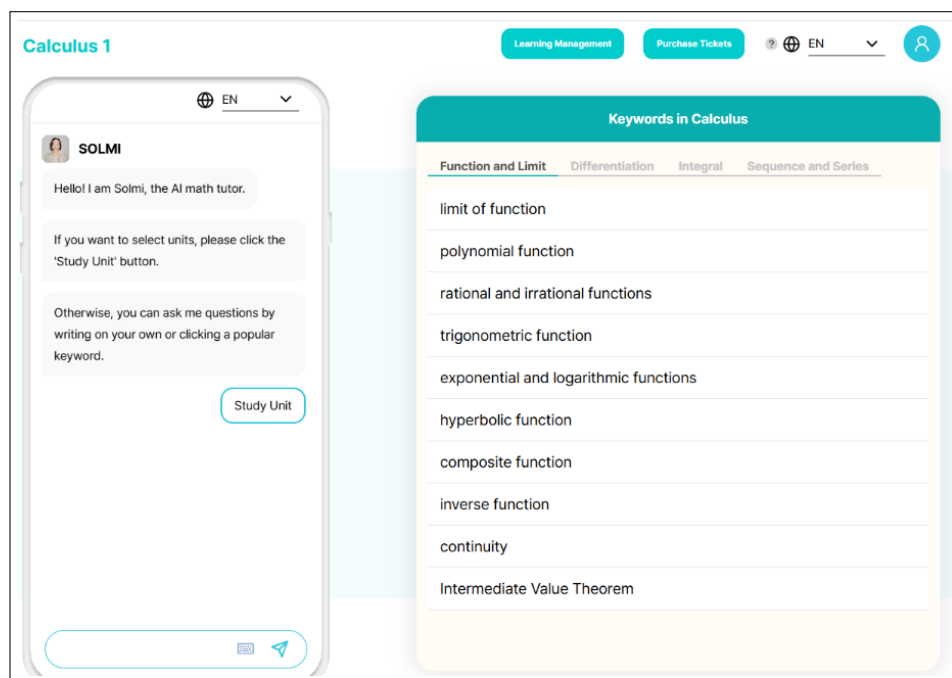 Calculus 1
Learning Management
Purchase Tickets
?
EN
EN
SOLMI
Hello! I am Solmi, the AI math tutor.
If you want to select units, please click the
'Study Unit' button.
Otherwise, you can ask me questions by
writing on your own or clicking a popular
keyword.
Study Unit
Keywords in Calculus
Function and Limit
Differentiation
Integral
Sequence and Series
limit of function
polynomial function
rational and irrational functions
trigonometric function
exponential and logarithmic functions
hyperbolic function
composite function
inverse function
continuity
Intermediate Value Theorem